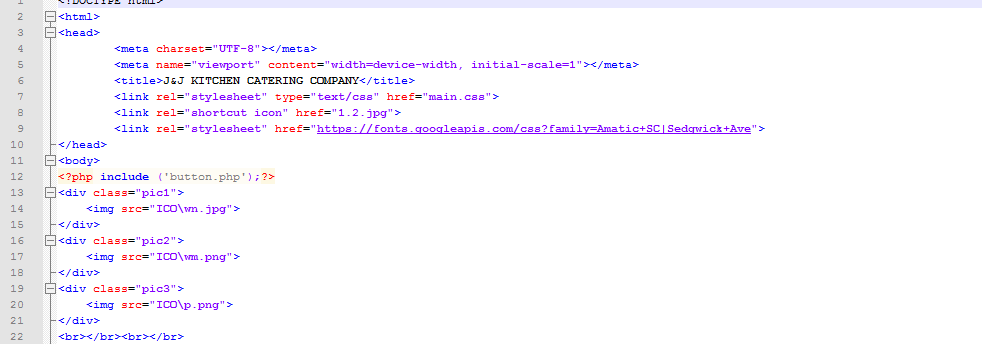 1 <!DOCTYPE html>
2 <html>
3 <head>
4 <meta charset="UTF-8"></meta>
5 <meta name="viewport" content="width=device-width, initial-scale=1"></meta>
6 <title>J&J KITCHEN CATERING COMPANY</title>
7 <link rel="stylesheet" type="text/css" href="main.css">
8 <link rel="shortcut icon" href="1.2.jpg">
9 <link rel="stylesheet" href="https://fonts.googleapis.com/css?family=Amatic+SC|Sedgwick+Ave">
10 </head>
11 <body>
12 <?php include ('button.php');?>
13 <div class="pic1">
14 <img src="ICO\wn.jpg">
15 </div>
16 <div class="pic2">
17 <img src="ICO\wm.png">
18 </div>
19 <div class="pic3">
20 <img src="ICO\p.png">
21 </div>
22 <br></br><br></br>